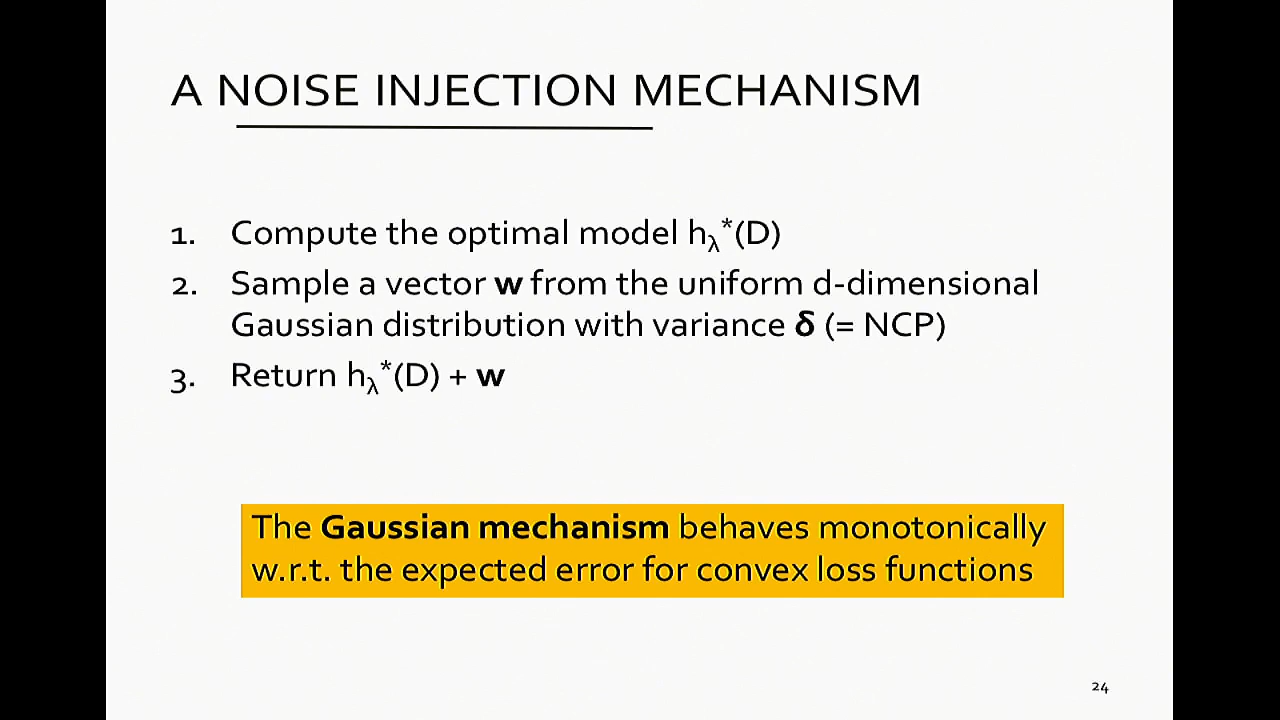 A NOISE INJECTION MECHANISM
1. Compute the optimal model hλ*(D)
2. Sample a vector w from the uniform d-dimensional
Gaussian distribution with variance δ (= NCP)
3. Return hλ*(D) + w
The Gaussian mechanism behaves monotonically
w.r.t. the expected error for convex loss functions
24